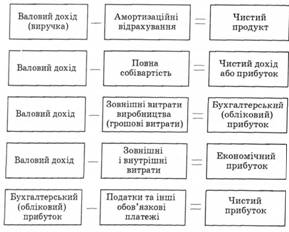 Валовий дохід (виручка) — Амортизаційні відрахування = Чистий продукт
Валовий дохід — Повна собівартість = Чистий дохід або прибуток
Валовий дохід — Зовнішні витрати виробництва (грошові витрати) = Бухгалтерський (обліковий) прибуток
Валовий дохід — Зовнішні і внутрішні витрати = Економічний прибуток
Бухгалтерський (обліковий) прибуток — Податки та інші обов'язкові платежі = Чистий прибуток